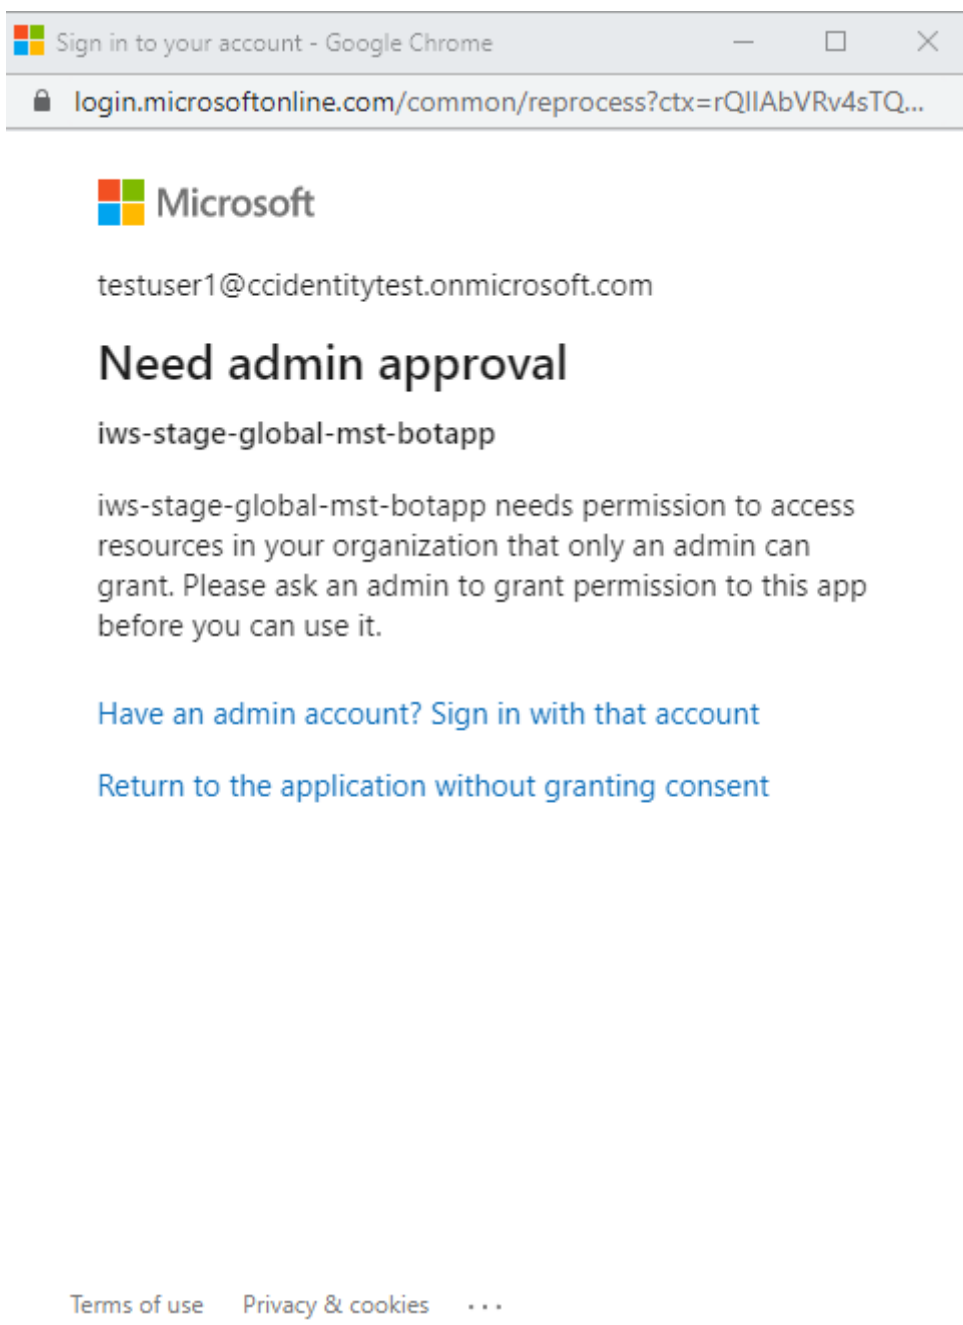 Sign in to your account - Google Chrome
login.microsoftonline.com/common/reprocess?ctx=rQIIAbVRv4sTQ...
Microsoft
testuser1@ccidentitytest.onmicrosoft.com
Need admin approval
iws-stage-global-mst-botapp
iws-stage-global-mst-botapp needs permission to access
resources in your organization that only an admin can
grant. Please ask an admin to grant permission to this app
before you can use it.
Have an admin account? Sign in with that account
Return to the application without granting consent
Terms of use Privacy & cookies ...